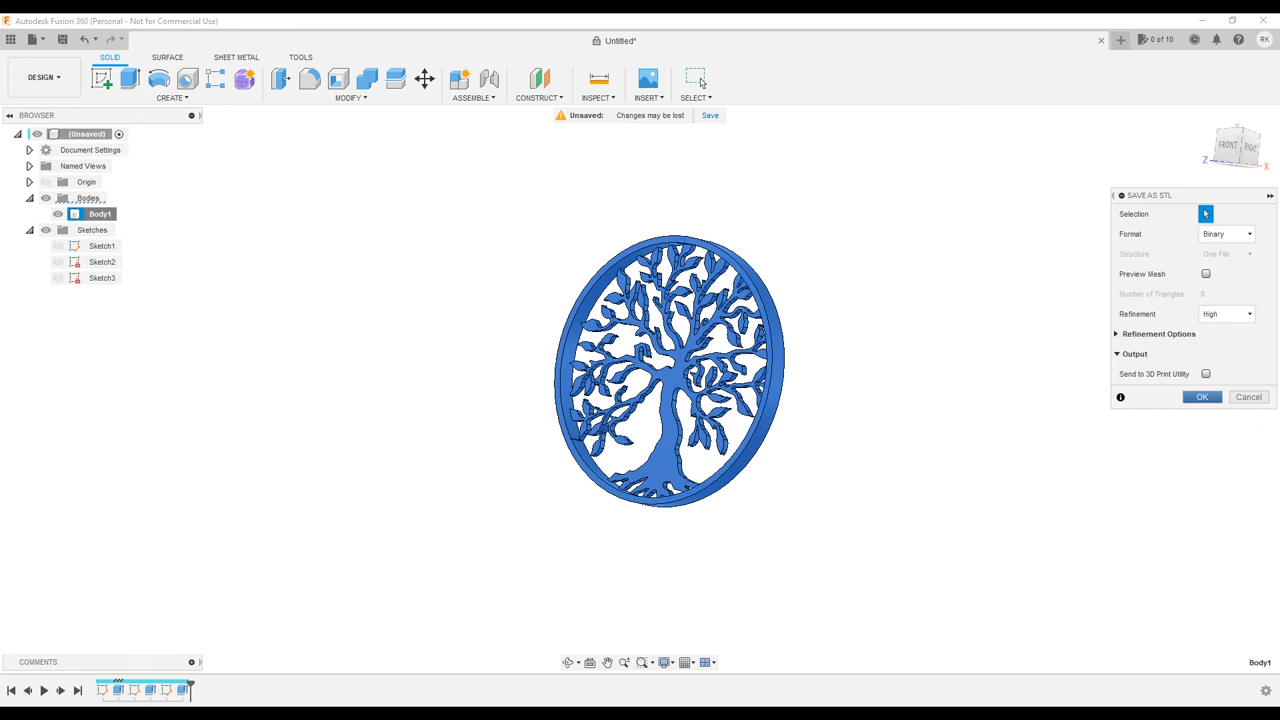 Autodesk Fusion 360 (Personal - Not for Commercial Use)
Untitled*
0 of 10
RK
DESIGN
SOLID SURFACE SHEET METAL TOOLS
CREATE MODIFY ASSEMBLE CONSTRUCT INSPECT INSERT SELECT
BROWSER
Unsaved: Changes may be lost Save
(Unsaved)
Document Settings
Named Views
Origin
Bodies
Body1
Sketches
Sketch1
Sketch2
Sketch3
FRONT RIGHT
Z X
SAVE AS STL
Selection
Format Binary
Structure One File
Preview Mesh
Number of Triangles 0
Refinement High
Refinement Options
Output
Send to 3D Print Utility
OK Cancel
COMMENTS
Body1